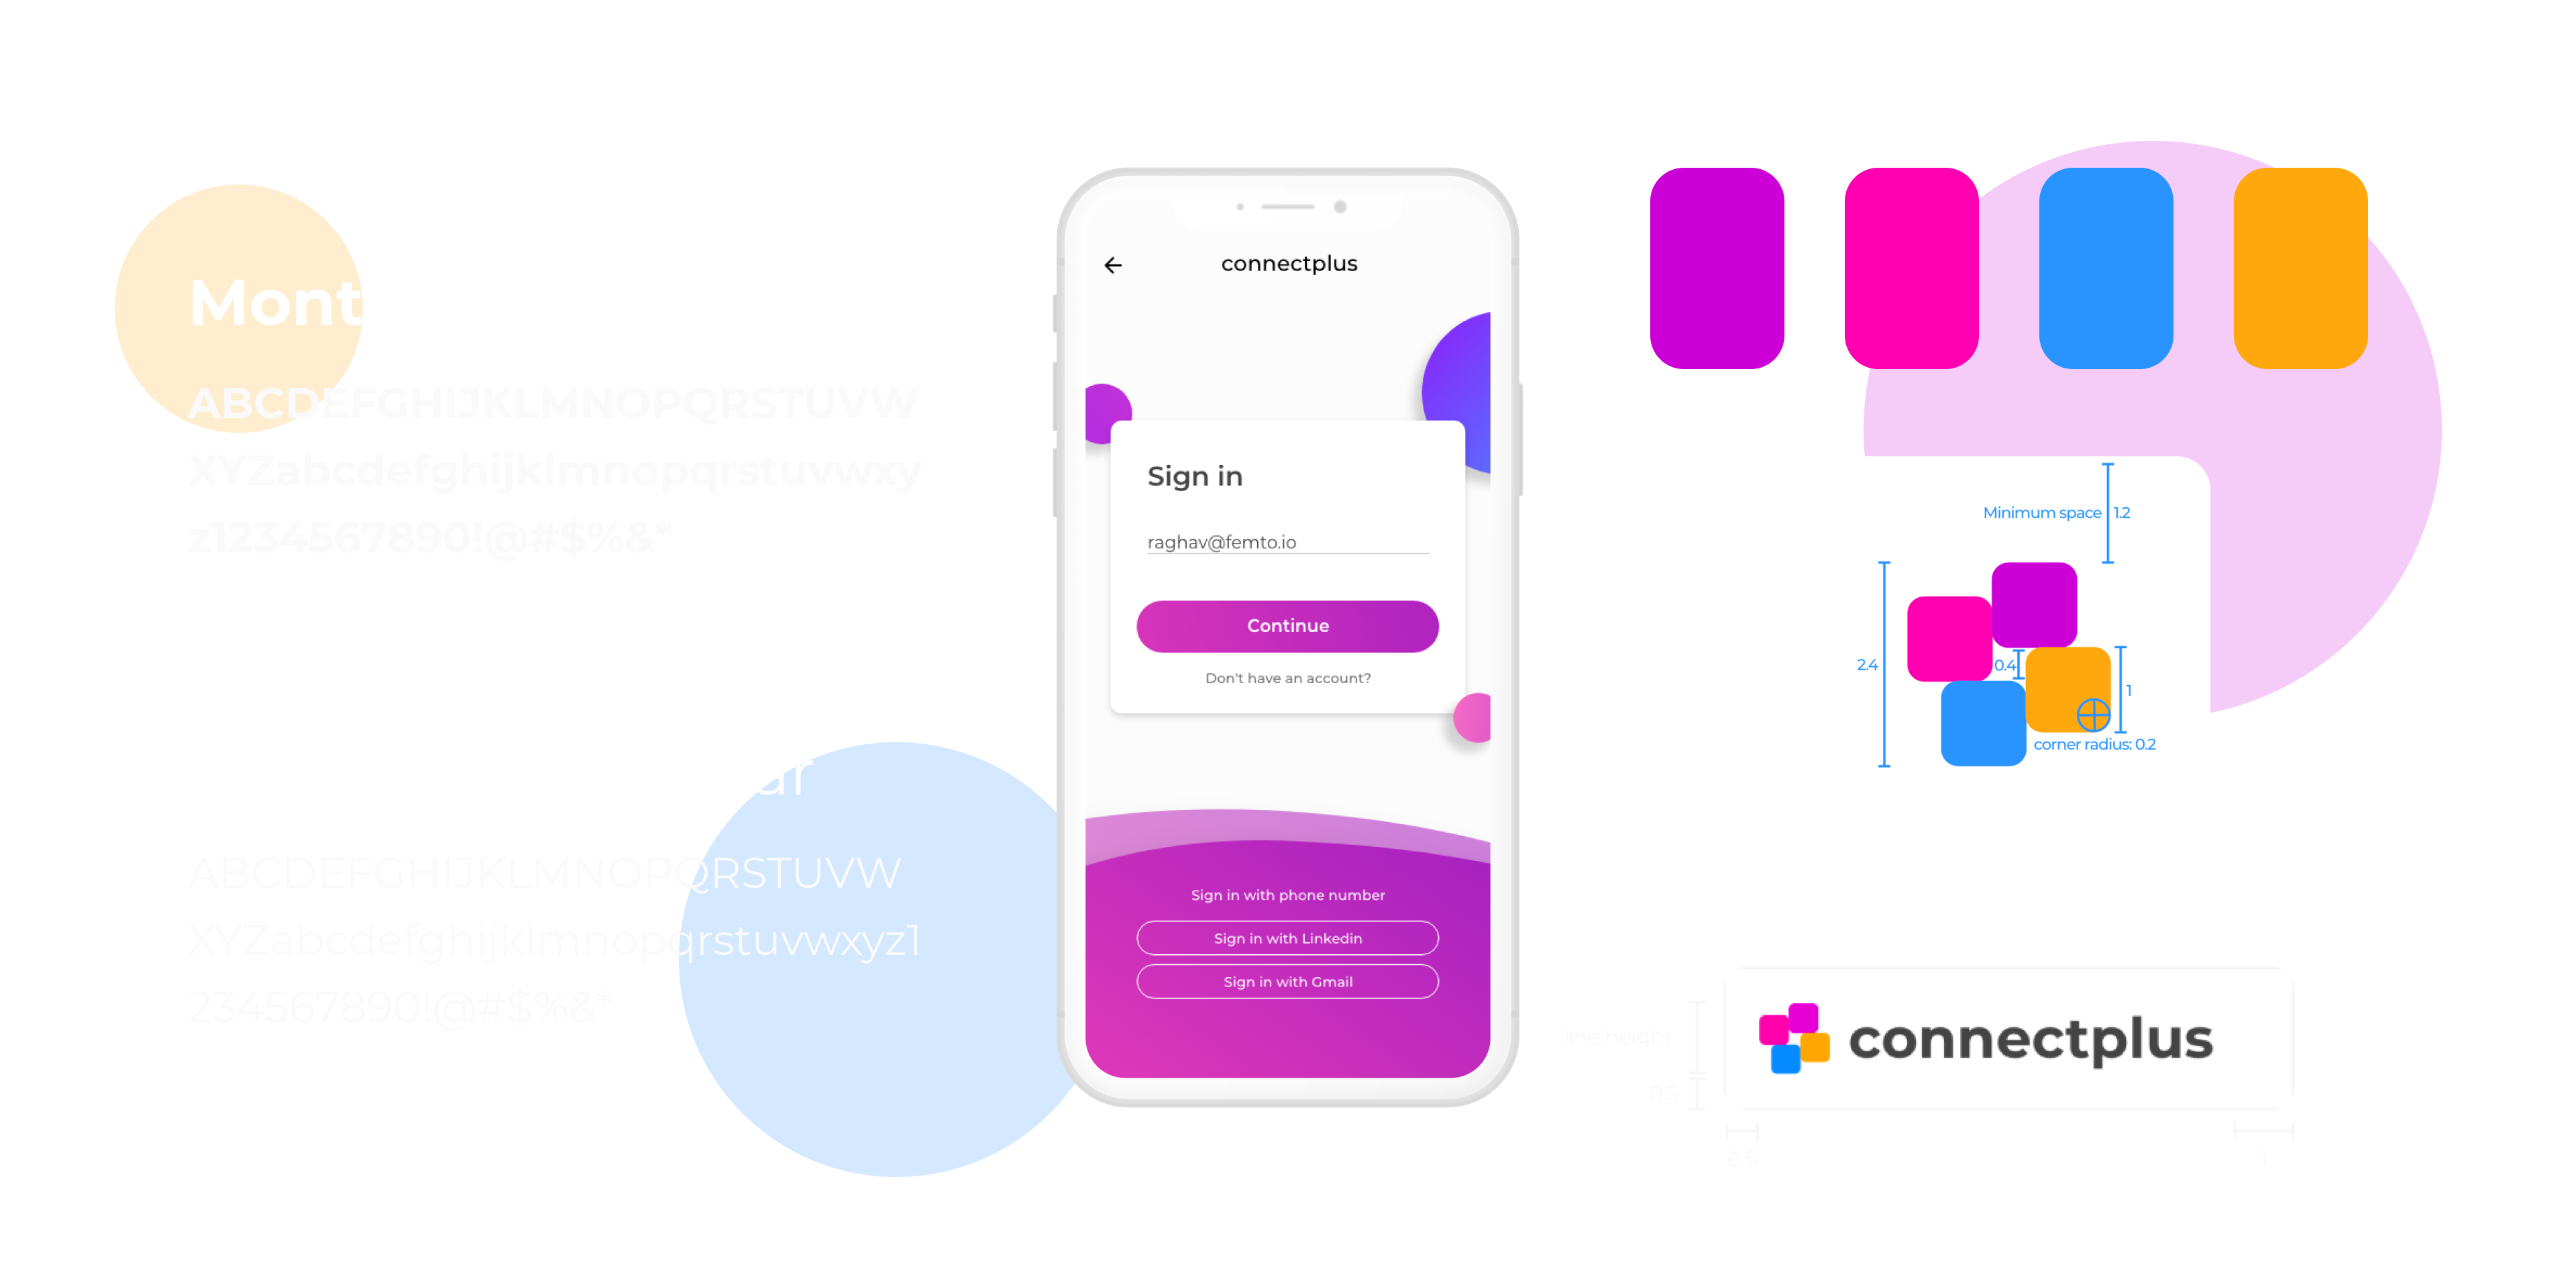 Mont
ABCDEFGHIJKLMNOPQRSTUVW
XYZabcdefghijklmnopqrstuvwxy
z1234567890!@#$%&*
ar
ABCDEFGHIJKLMNOPQRSTUVW
XYZabcdefghijklmnopqrstuvwxyz1
234567890!@#$%&*
connectplus
Sign in
raghav@femto.io
Continue
Don't have an account?
Sign in with phone number
Sign in with Linkedin
Sign in with Gmail
Minimum space 1.2
2.4
0.4
1
corner radius: 0.2
line height
0.5
connectplus
0.5
1